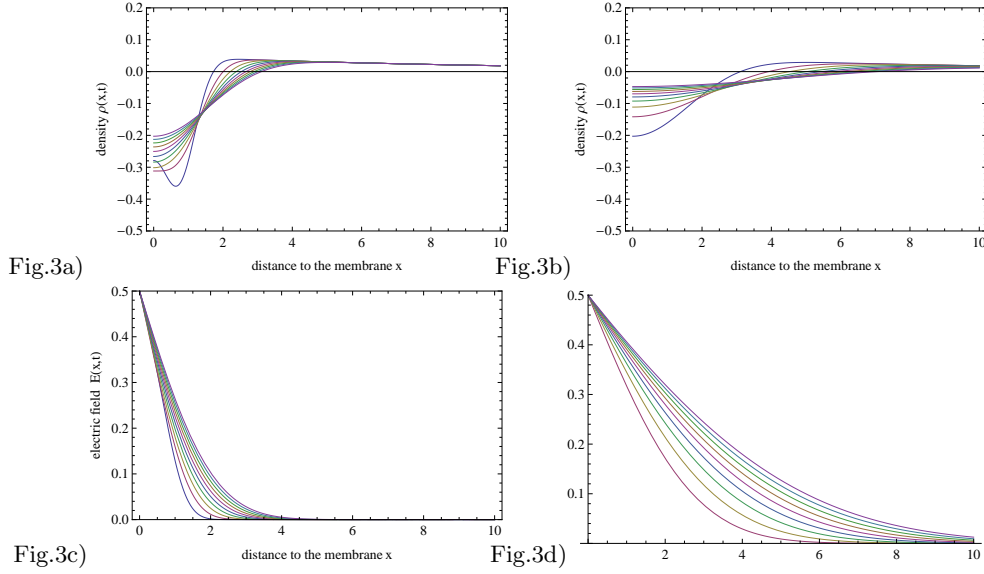 0.2
0.1
0.0
−0.1
−0.2
−0.3
−0.4
−0.5
density ρ(x,t)
0 2 4 6 8 10
distance to the membrane x
Fig.3a)
0.2
0.1
0.0
−0.1
−0.2
−0.3
−0.4
−0.5
density ρ(x,t)
0 2 4 6 8 10
distance to the membrane x
Fig.3b)
0.5
0.4
0.3
0.2
0.1
0.0
electric field E(x,t)
0 2 4 6 8 10
distance to the membrane x
Fig.3c)
0.5
0.4
0.3
0.2
0.1
2 4 6 8 10
Fig.3d)